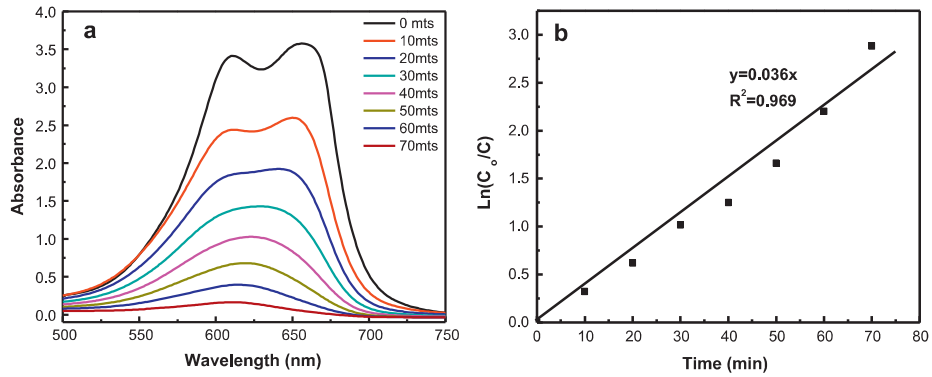 a
0 mts
10mts
20mts
30mts
40mts
50mts
60mts
70mts
4.0
3.5
3.0
2.5
2.0
1.5
1.0
0.5
0.0
Absorbance
500 550 600 650 700 750
Wavelength (nm)
b
y=0.036x
R²=0.969
3.0
2.5
2.0
1.5
1.0
0.5
0.0
Ln(C₀/C)
0 10 20 30 40 50 60 70 80
Time (min)